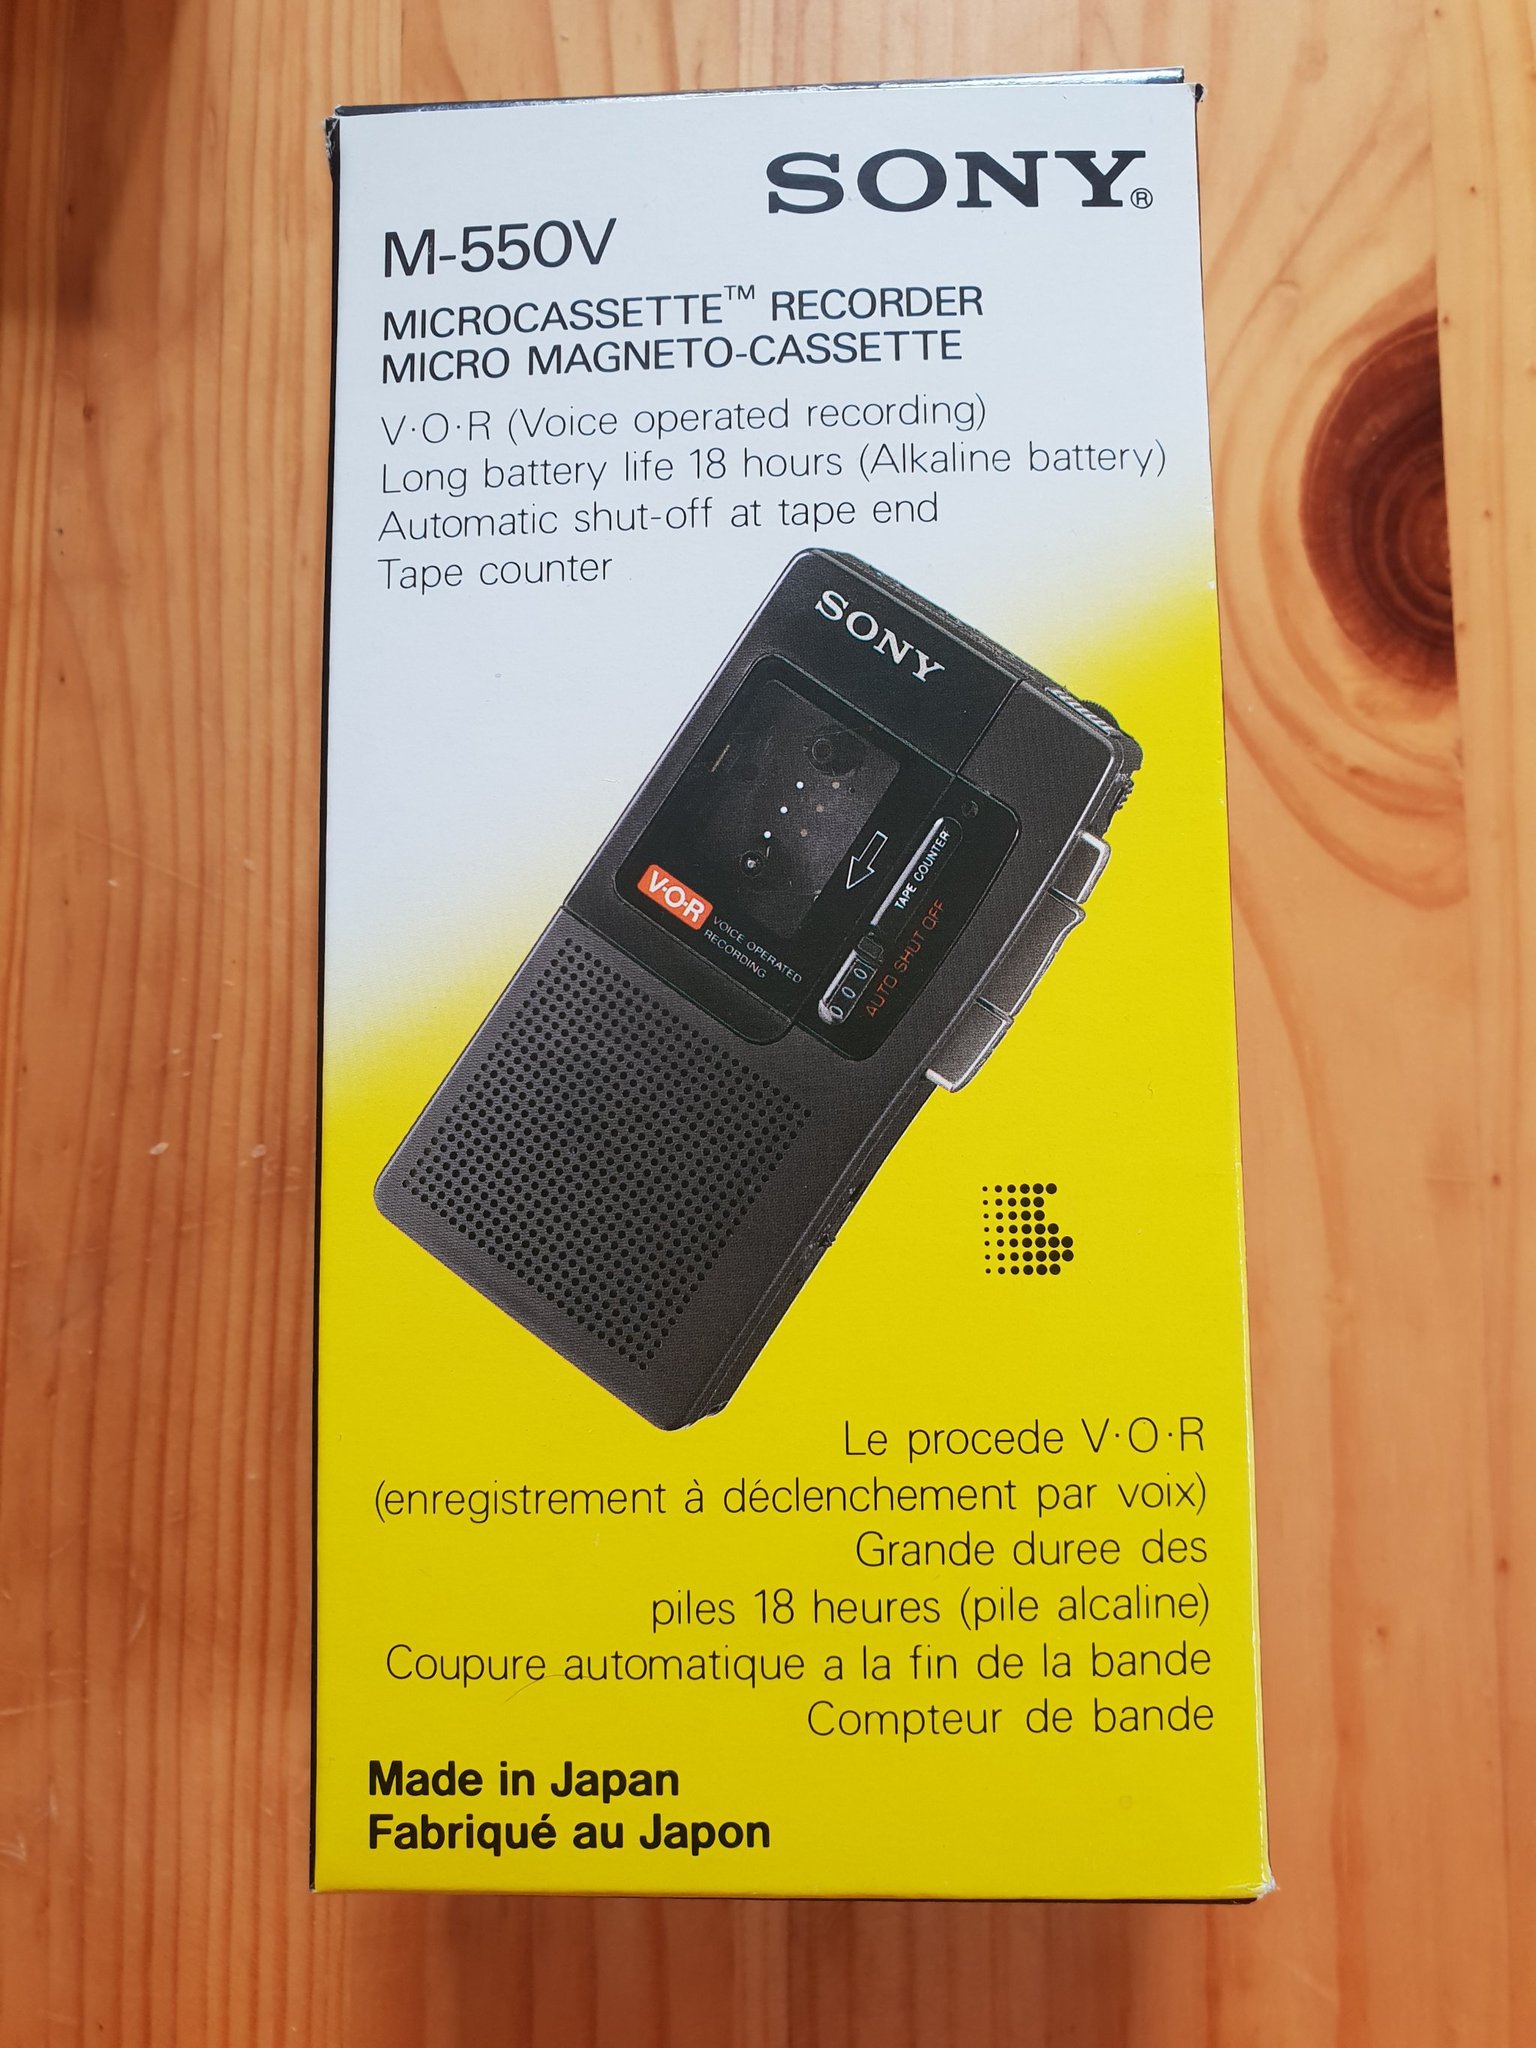 SONY®
M-550V
MICROCASSETTE™ RECORDER
MICRO MAGNETO-CASSETTE
V·O·R (Voice operated recording)
Long battery life 18 hours (Alkaline battery)
Automatic shut-off at tape end
Tape counter
SONY
TAPE COUNTER
V·O·R
VOICE OPERATED
RECORDING
000
AUTO SHUT OFF
Le procede V·O·R
(enregistrement à déclenchement par voix)
Grande duree des
piles 18 heures (pile alcaline)
Coupure automatique a la fin de la bande
Compteur de bande
Made in Japan
Fabriqué au Japon